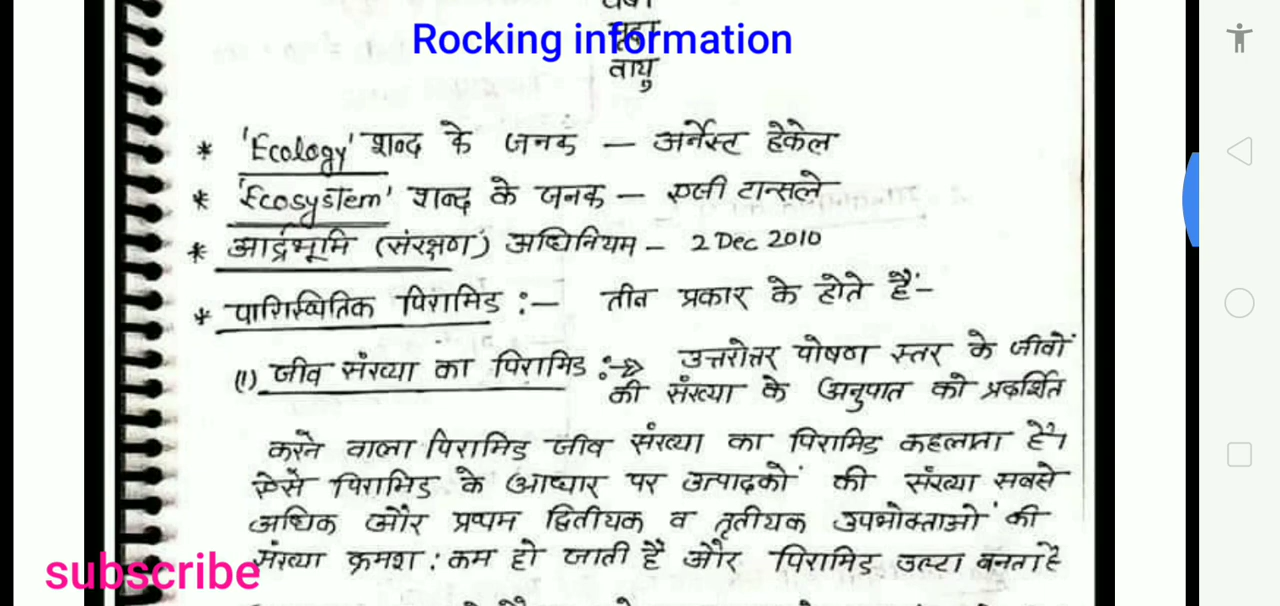 Rocking information
वायु
* 'Ecology' शब्द के जनक — अर्नेस्ट हेकेल
* 'Ecosystem' शब्द के जनक — एसी टान्सले
* आर्द्रभूमि (संरक्षण) अधिनियम — 2 Dec 2010
* पारिस्थितिक पिरामिड :— तीन प्रकार के होते हैं-
(1) जीव संख्या का पिरामिड :→ उत्तरोत्तर पोषण स्तर के जीवों
की संख्या के अनुपात को प्रदर्शित
करने वाला पिरामिड जीव संख्या का पिरामिड कहलाता है।
ऐसे पिरामिड के आधार पर उत्पादकों की संख्या सबसे
अधिक और प्रथम द्वितीयक व तृतीयक उपभोक्ताओं की
संख्या क्रमश: कम हो जाती है और पिरामिड उल्टा बनता है
subscribe